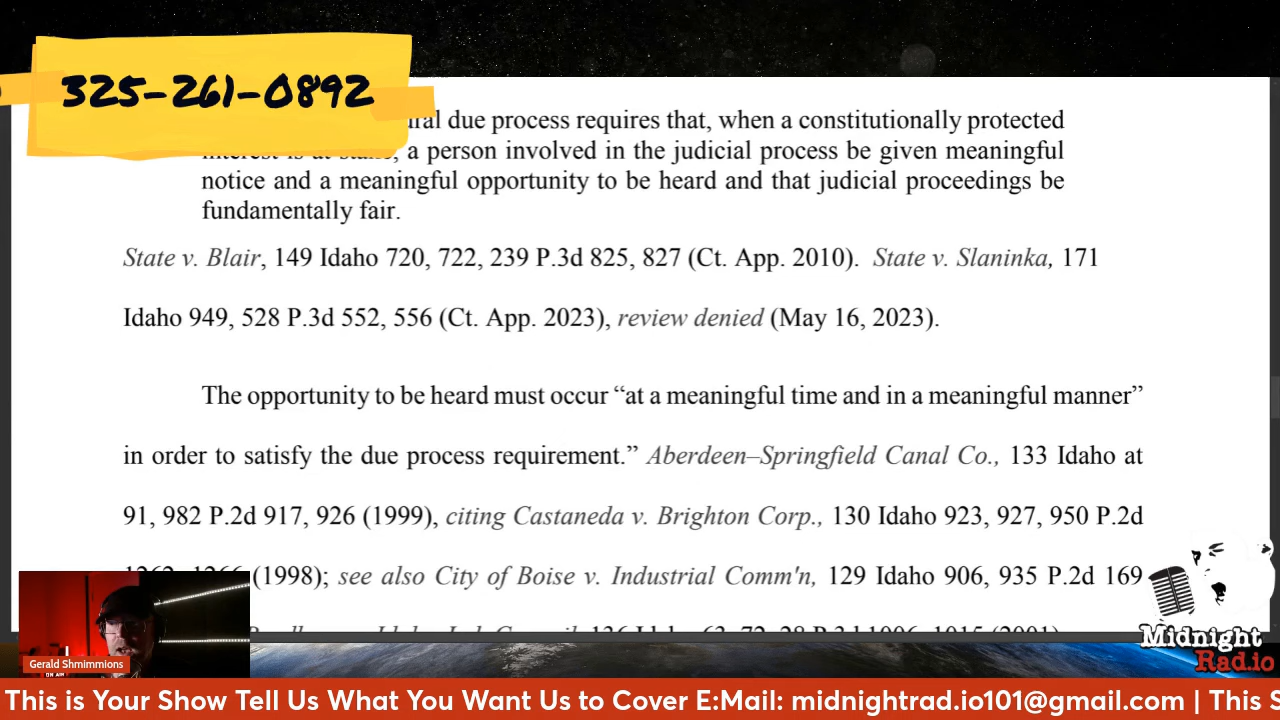 325-261-0892
due process requires that, when a constitutionally protected
a person involved in the judicial process be given meaningful
notice and a meaningful opportunity to be heard and that judicial proceedings be
fundamentally fair.
State v. Blair, 149 Idaho 720, 722, 239 P.3d 825, 827 (Ct. App. 2010). State v. Slaninka, 171
Idaho 949, 528 P.3d 552, 556 (Ct. App. 2023), review denied (May 16, 2023).
The opportunity to be heard must occur “at a meaningful time and in a meaningful manner”
in order to satisfy the due process requirement.” Aberdeen–Springfield Canal Co., 133 Idaho at
91, 982 P.2d 917, 926 (1999), citing Castaneda v. Brighton Corp., 130 Idaho 923, 927, 950 P.2d
(1998); see also City of Boise v. Industrial Comm'n, 129 Idaho 906, 935 P.2d 169
Gerald Shmimmions
ON AIR
Midnight
Rad.io
This is Your Show Tell Us What You Want Us to Cover E:Mail: midnightrad.io101@gmail.com | This S